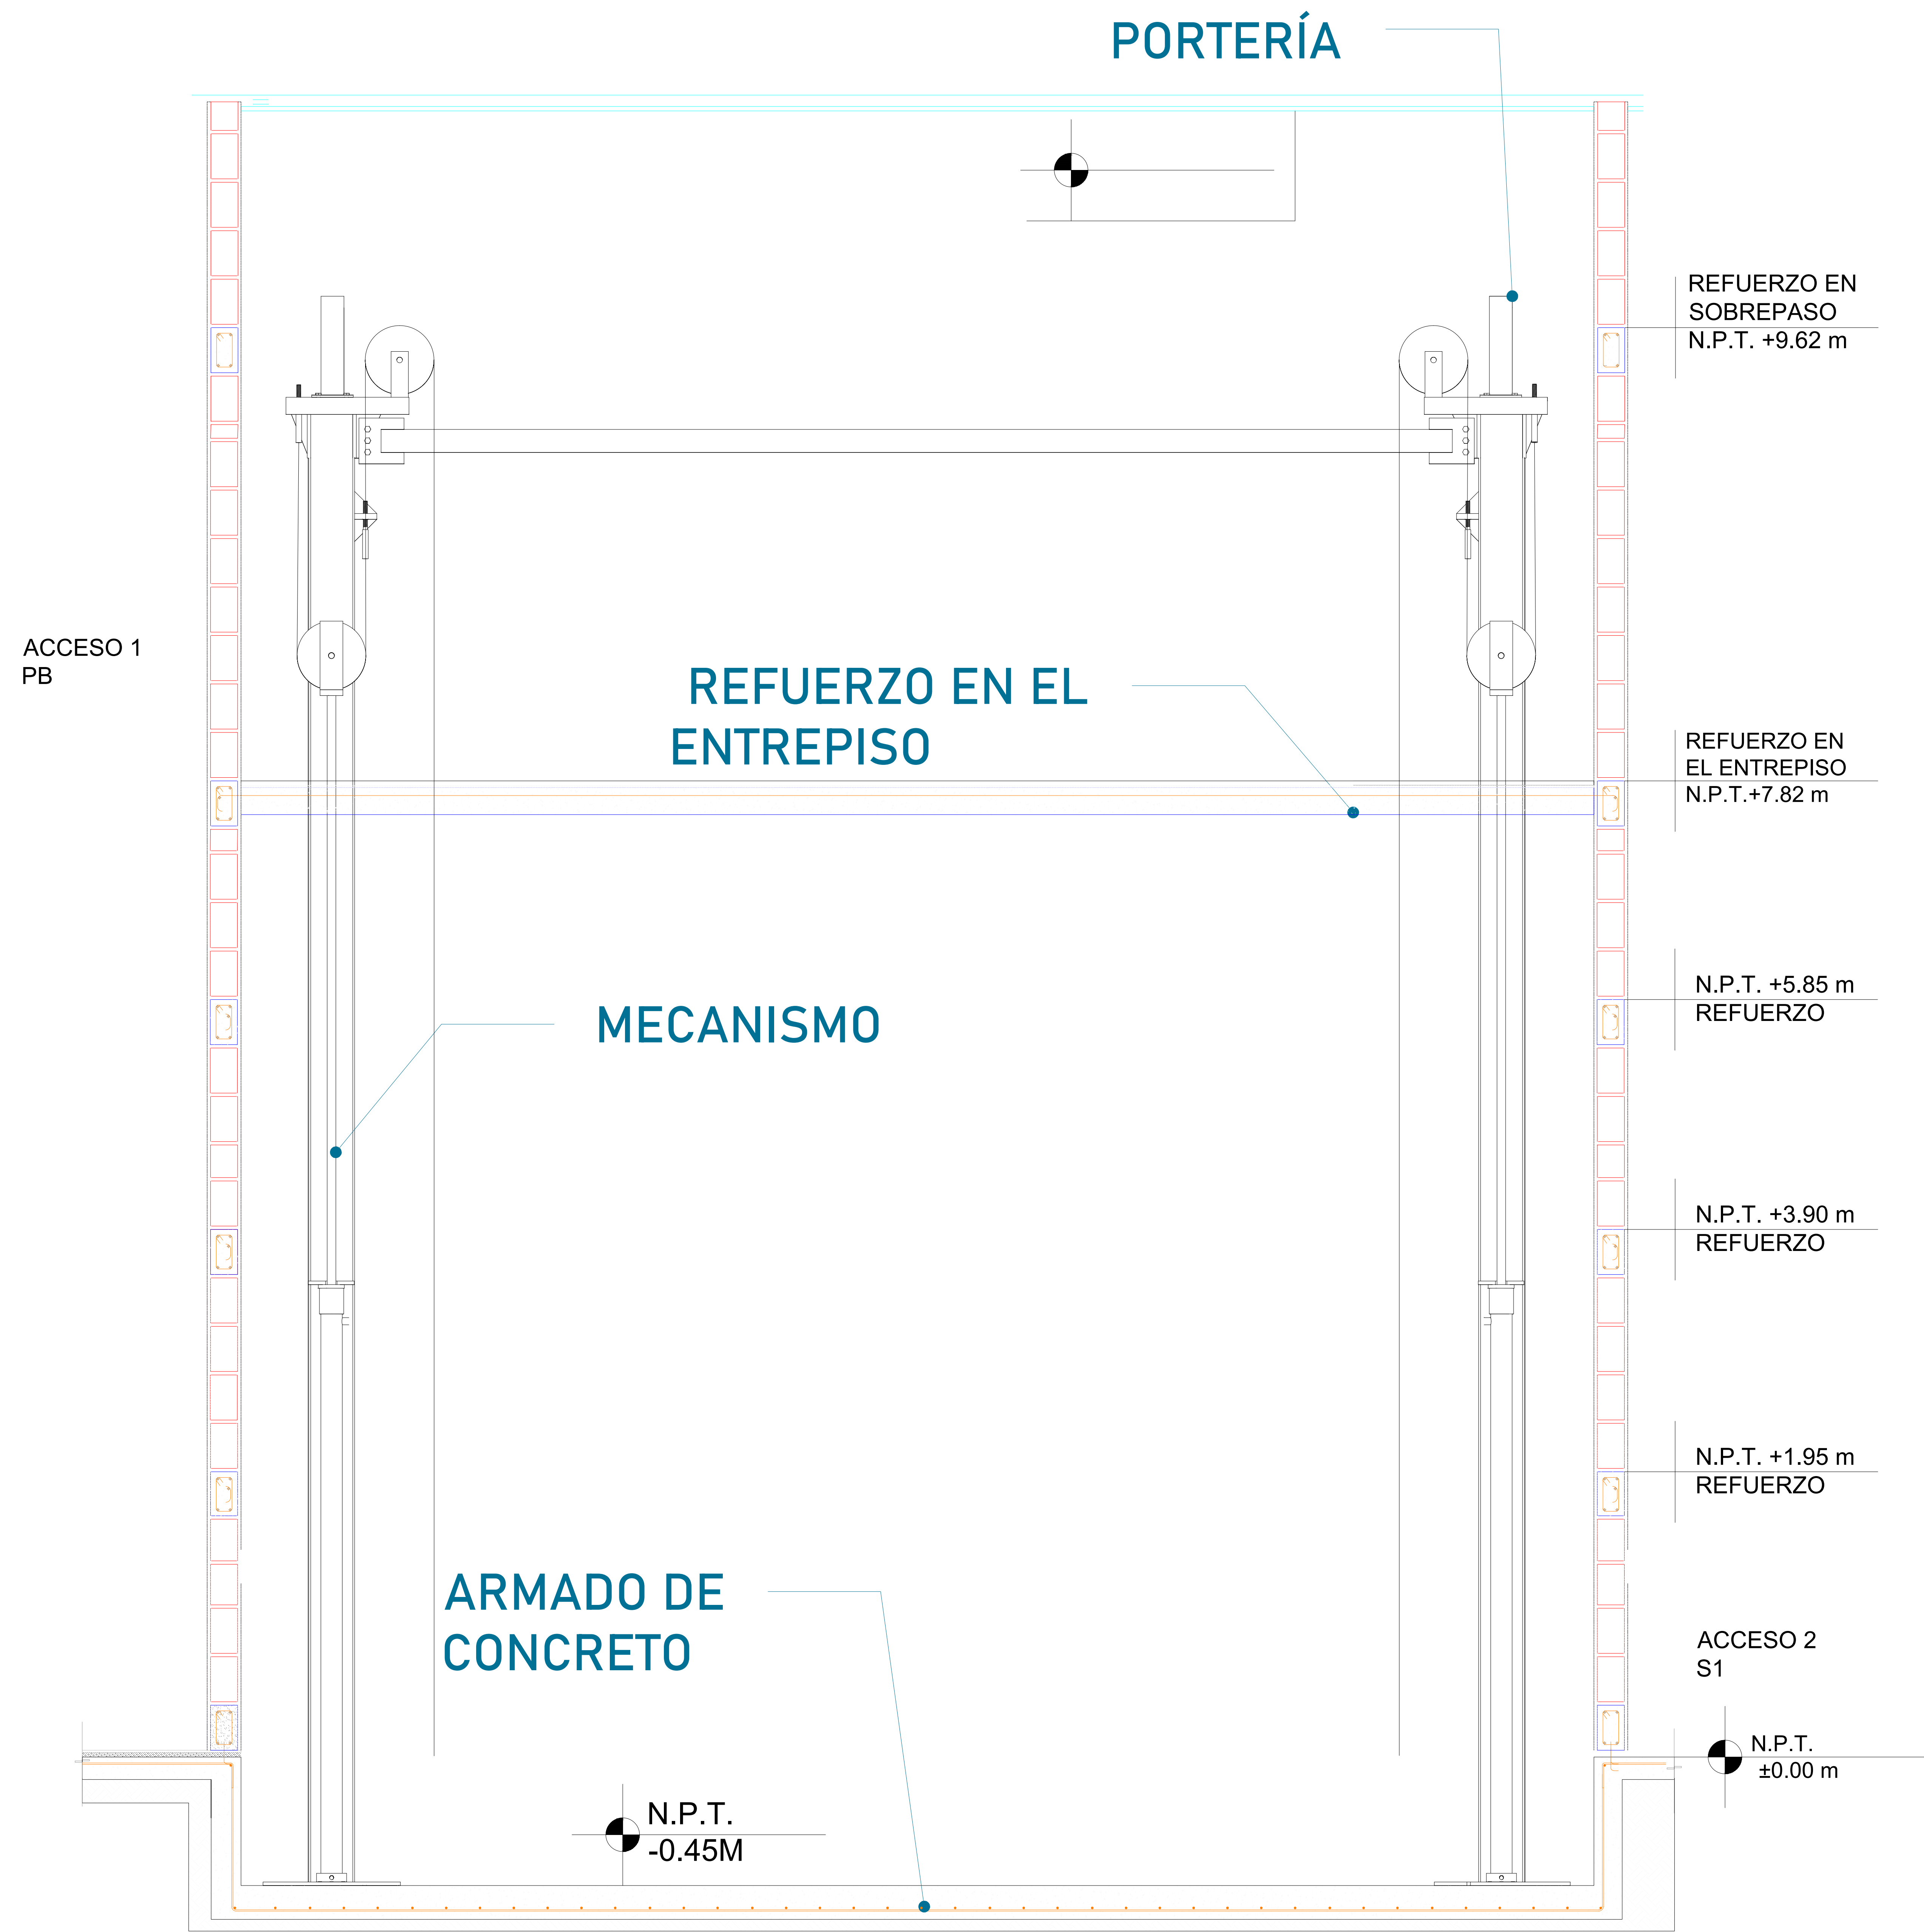 PORTERÍA
REFUERZO EN
SOBREPASO
N.P.T. +9.62 m
ACCESO 1
PB
REFUERZO EN EL
ENTREPISO
REFUERZO EN
EL ENTREPISO
N.P.T.+7.82 m
MECANISMO
N.P.T. +5.85 m
REFUERZO
N.P.T. +3.90 m
REFUERZO
N.P.T. +1.95 m
REFUERZO
ARMADO DE
CONCRETO
ACCESO 2
S1
N.P.T.
±0.00 m
N.P.T.
-0.45M